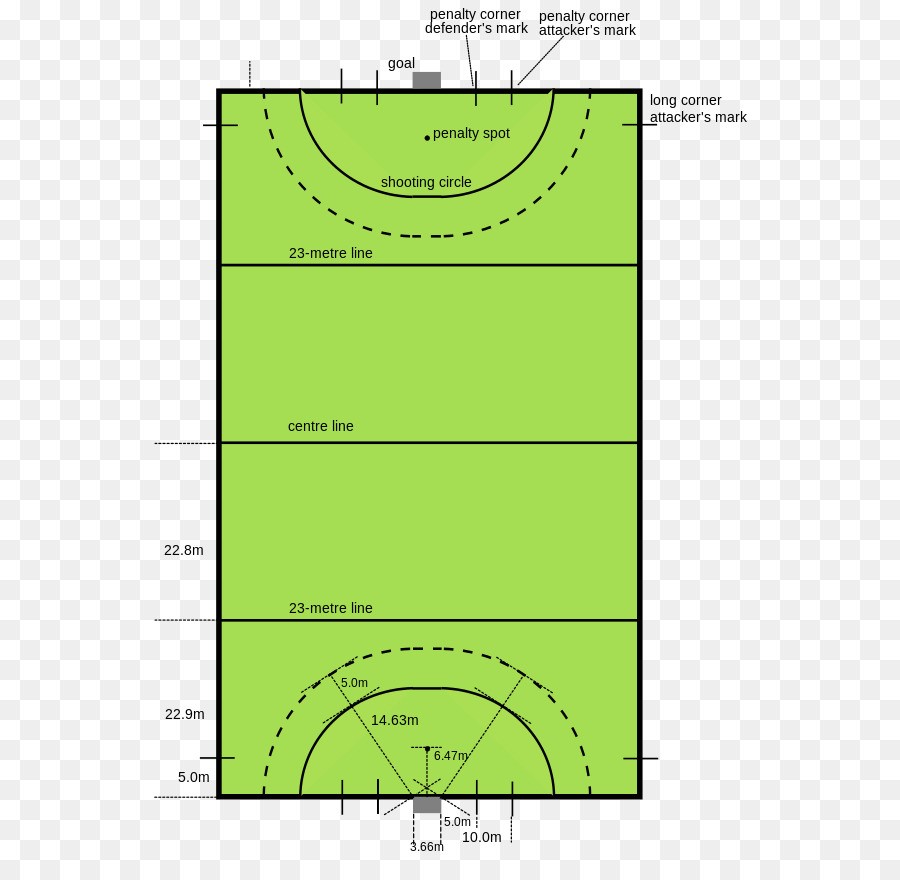 penalty corner
defender's mark
penalty corner
attacker's mark
goal
long corner
attacker's mark
penalty spot
shooting circle
23-metre line
centre line
22.8m
23-metre line
5.0m
22.9m
14.63m
6.47m
5.0m
5.0m
10.0m
3.66m